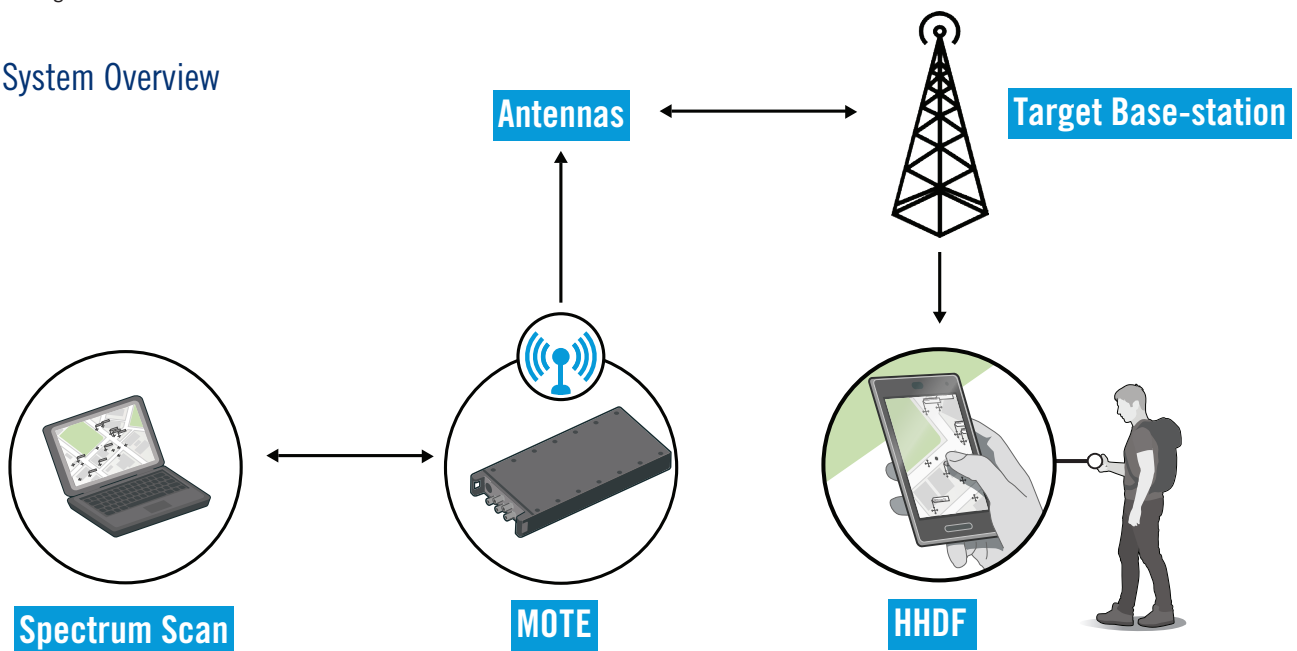 System Overview
Antennas
Target Base-station
Spectrum Scan
MOTE
HHDF